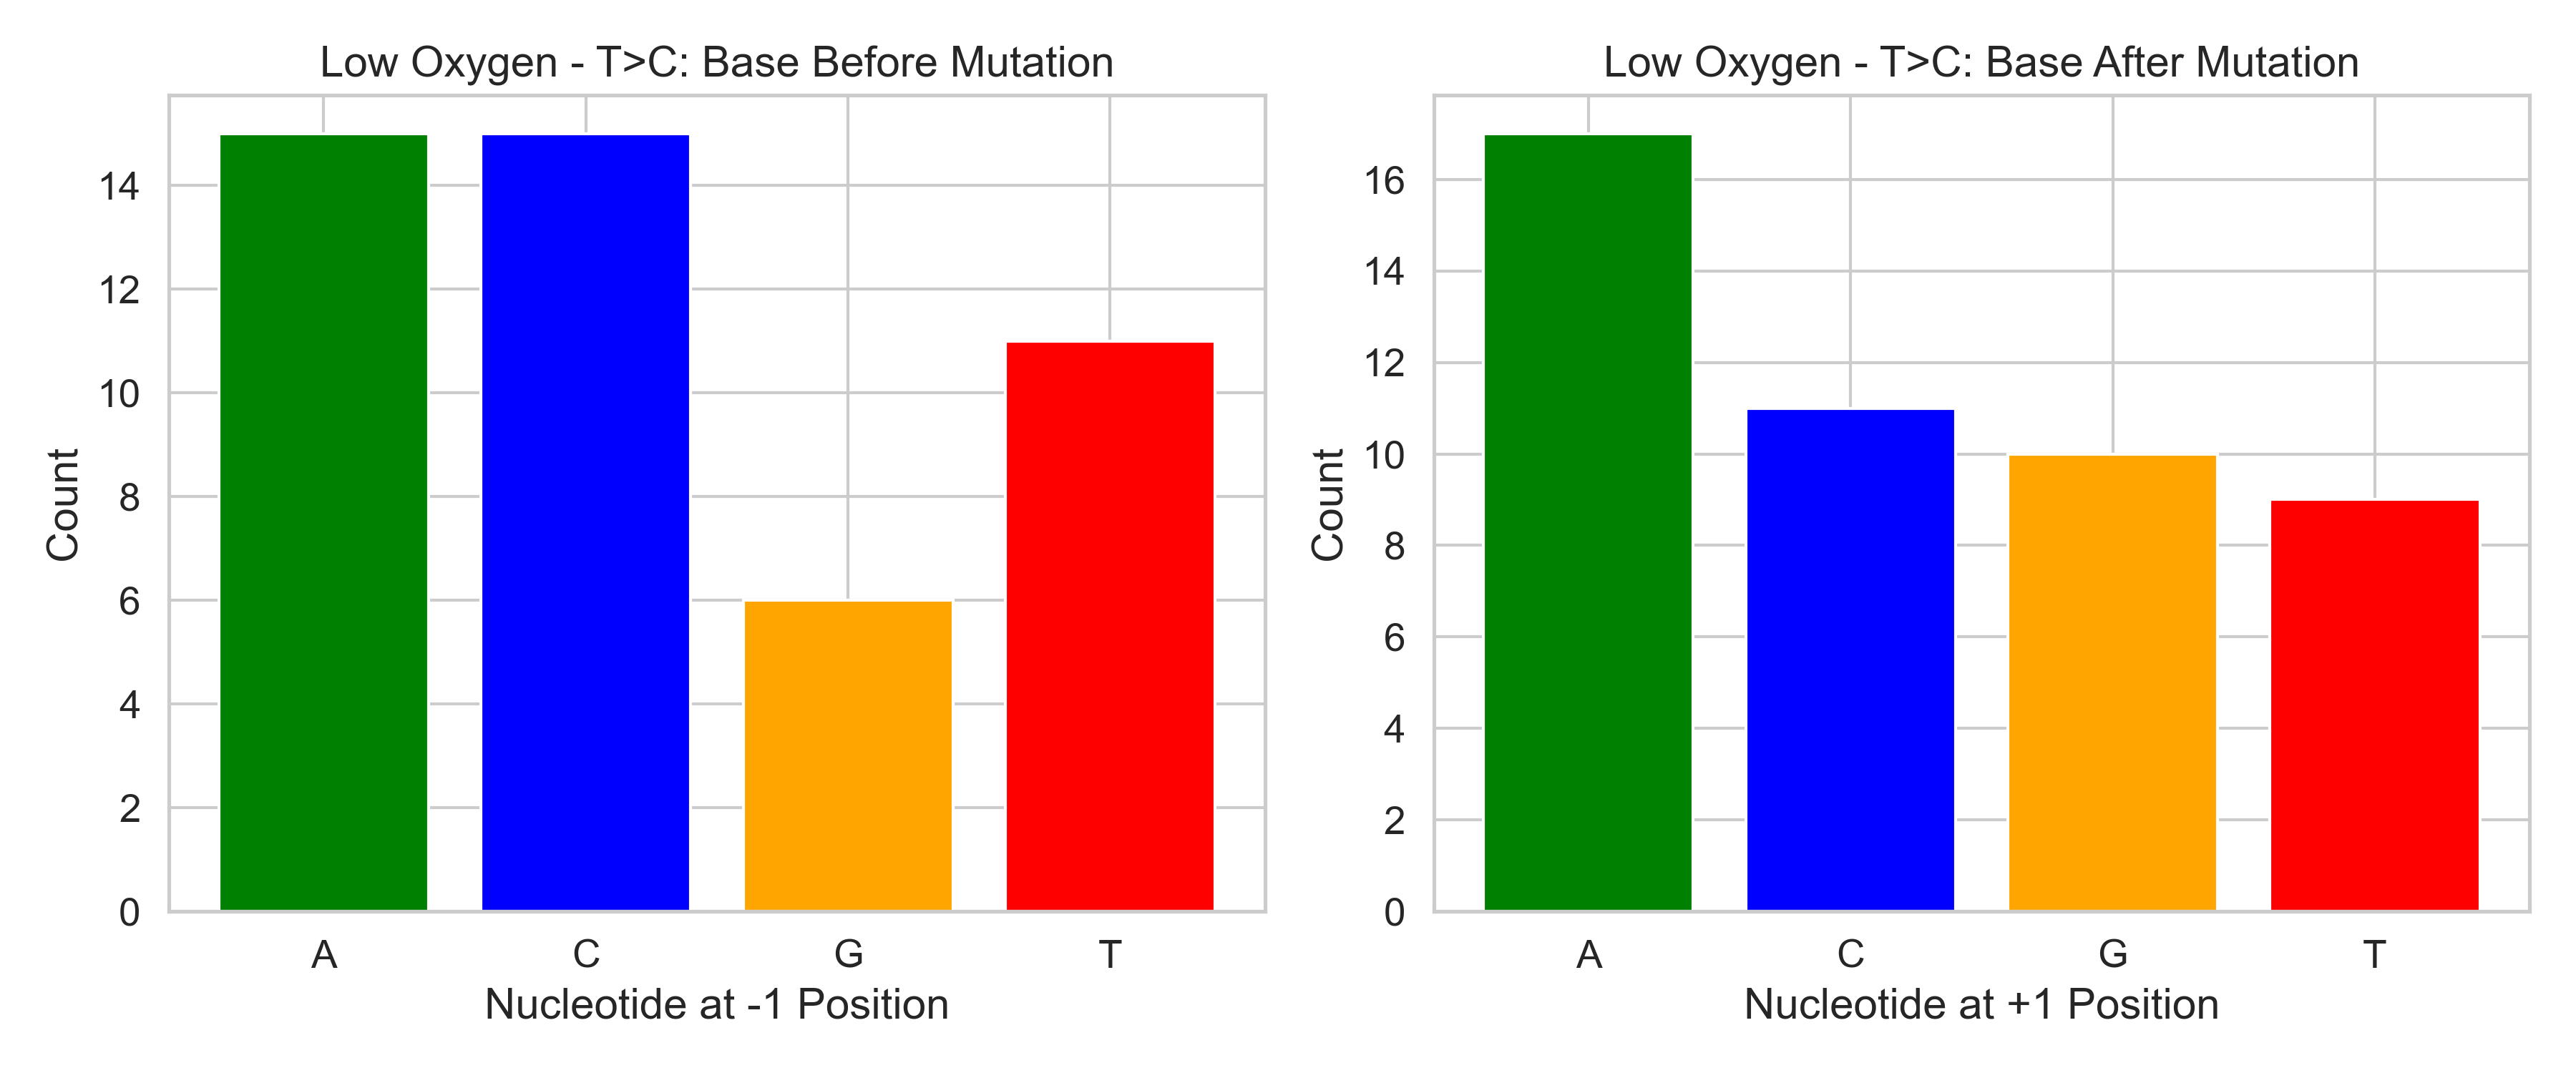 Low Oxygen - T>C: Base Before Mutation
Count
14
12
10
8
6
4
2
0
A C G T
Nucleotide at -1 Position
Low Oxygen - T>C: Base After Mutation
Count
16
14
12
10
8
6
4
2
0
A C G T
Nucleotide at +1 Position